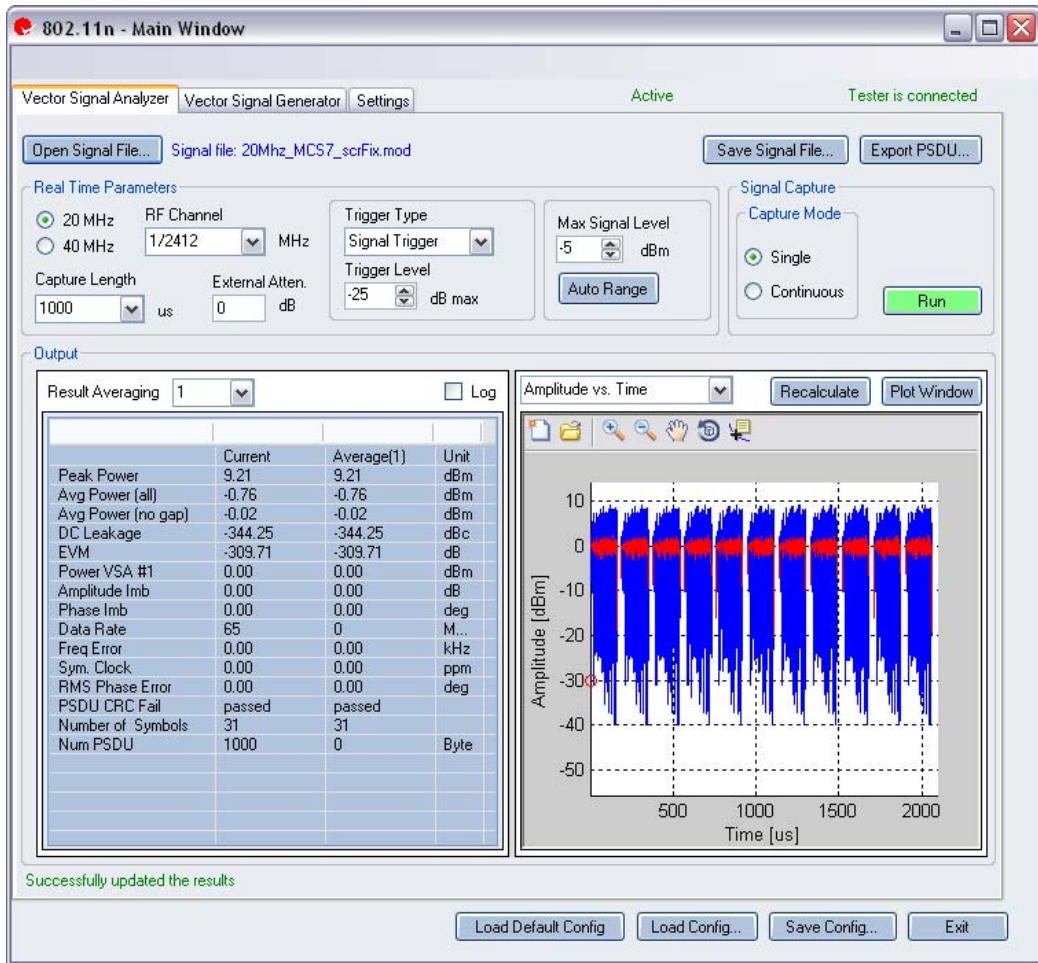 802.11n - Main Window
Vector Signal Analyzer
Vector Signal Generator
Settings
Active
Tester is connected
Open Signal File...
Signal file: 20Mhz_MCS7_scrFix.mod
Save Signal File...
Export PSDU...
Real Time Parameters
20 MHz
40 MHz
RF Channel
1/2412 MHz
Capture Length
1000 us
External Atten.
0 dB
Trigger Type
Signal Trigger
Trigger Level
-25 dB max
Max Signal Level
-5 dBm
Auto Range
Signal Capture
Capture Mode
Single
Continuous
Run
Output
Result Averaging 1
Log
Current Average(1) Unit
Peak Power 9.21 9.21 dBm
Avg Power (all) -0.76 -0.76 dBm
Avg Power (no gap) -0.02 -0.02 dBm
DC Leakage -344.25 -344.25 dBc
EVM -309.71 -309.71 dB
Power VSA #1 0.00 0.00 dBm
Amplitude Imb 0.00 0.00 dB
Phase Imb 0.00 0.00 deg
Data Rate 65 0 M...
Freq Error 0.00 0.00 kHz
Sym. Clock 0.00 0.00 ppm
RMS Phase Error 0.00 0.00 deg
PSDU CRC Fail passed passed
Number of Symbols 31 31
Num PSDU 1000 0 Byte
Amplitude vs. Time
Recalculate
Plot Window
10
0
-10
-20
-30
-40
-50
Amplitude [dBm]
500 1000 1500 2000
Time [us]
Successfully updated the results
Load Default Config
Load Config...
Save Config...
Exit